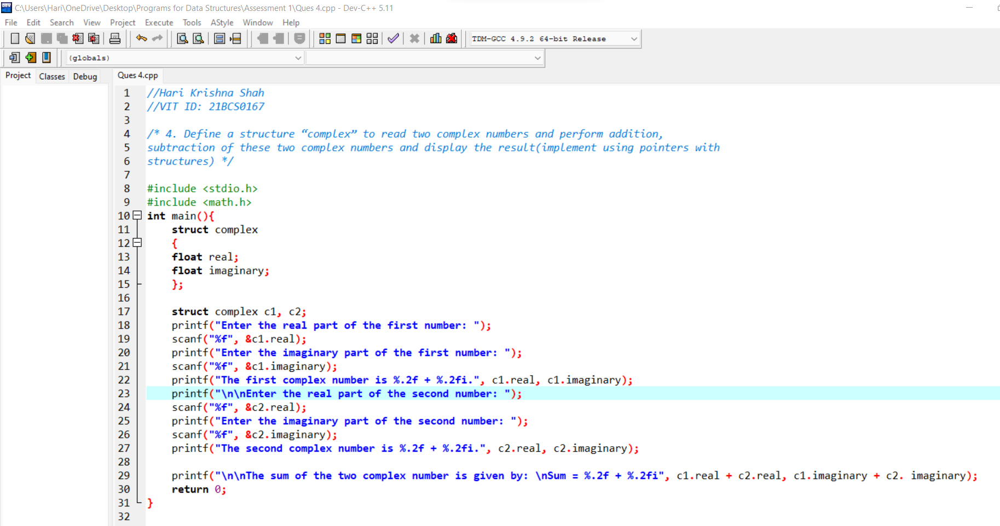 C:\Users\Hari\OneDrive\Desktop\Programs for Data Structures\Assessment 1\Ques 4.cpp - Dev-C++ 5.11
File Edit Search View Project Execute Tools AStyle Window Help
TDM-GCC 4.9.2 64-bit Release
(globals)
Project Classes Debug Ques 4.cpp
1 //Hari Krishna Shah
2 //VIT ID: 21BCS0167
3
4 /* 4. Define a structure “complex” to read two complex numbers and perform addition,
5 subtraction of these two complex numbers and display the result(implement using pointers with
6 structures) */
7
8 #include <stdio.h>
9 #include <math.h>
10 int main(){
11 struct complex
12 {
13 float real;
14 float imaginary;
15 };
16
17 struct complex c1, c2;
18 printf("Enter the real part of the first number: ");
19 scanf("%f", &c1.real);
20 printf("Enter the imaginary part of the first number: ");
21 scanf("%f", &c1.imaginary);
22 printf("The first complex number is %.2f + %.2fi.", c1.real, c1.imaginary);
23 printf("\n\nEnter the real part of the second number: ");
24 scanf("%f", &c2.real);
25 printf("Enter the imaginary part of the second number: ");
26 scanf("%f", &c2.imaginary);
27 printf("The second complex number is %.2f + %.2fi.", c2.real, c2.imaginary);
28
29 printf("\n\nThe sum of the two complex number is given by: \nSum = %.2f + %.2fi", c1.real + c2.real, c1.imaginary + c2. imaginary);
30 return 0;
31 }
32